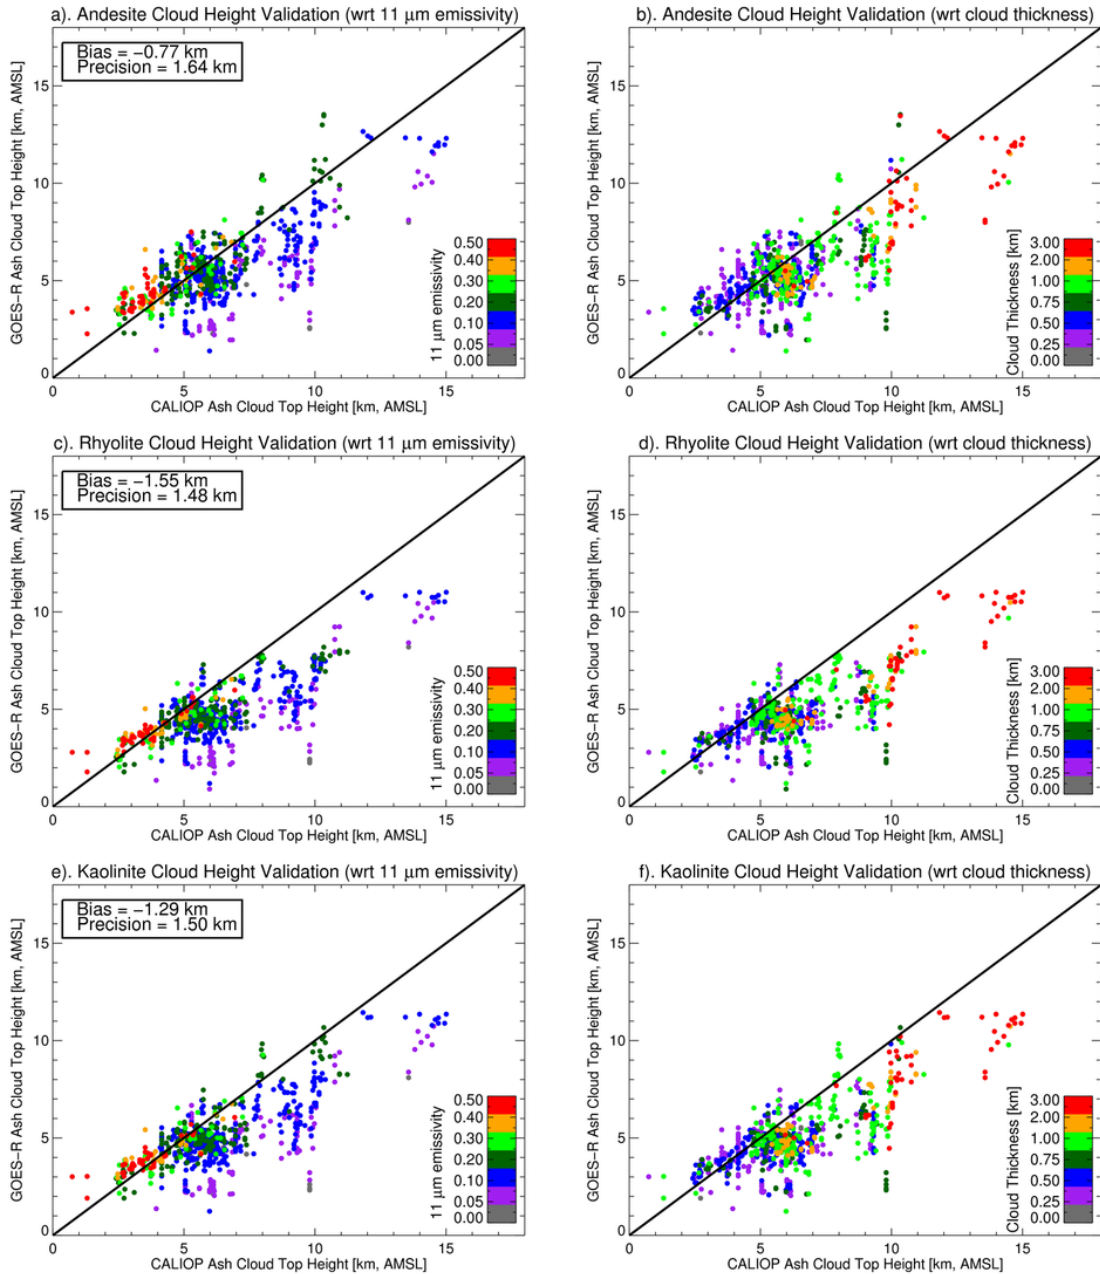 a). Andesite Cloud Height Validation (wrt 11 μm emissivity)
Bias = −0.77 km
Precision = 1.64 km
GOES−R Ash Cloud Top Height [km, AMSL]
15
10
5
0
0 5 10 15
CALIOP Ash Cloud Top Height [km, AMSL]
11 μm emissivity
0.50
0.40
0.30
0.20
0.10
0.05
0.00
b). Andesite Cloud Height Validation (wrt cloud thickness)
GOES−R Ash Cloud Top Height [km, AMSL]
15
10
5
0
0 5 10 15
CALIOP Ash Cloud Top Height [km, AMSL]
Cloud Thickness [km]
3.00
2.00
1.00
0.75
0.50
0.25
0.00
c). Rhyolite Cloud Height Validation (wrt 11 μm emissivity)
Bias = −1.55 km
Precision = 1.48 km
GOES−R Ash Cloud Top Height [km, AMSL]
15
10
5
0
0 5 10 15
CALIOP Ash Cloud Top Height [km, AMSL]
11 μm emissivity
0.50
0.40
0.30
0.20
0.10
0.05
0.00
d). Rhyolite Cloud Height Validation (wrt cloud thickness)
GOES−R Ash Cloud Top Height [km, AMSL]
15
10
5
0
0 5 10 15
CALIOP Ash Cloud Top Height [km, AMSL]
Cloud Thickness [km]
3.00
2.00
1.00
0.75
0.50
0.25
0.00
e). Kaolinite Cloud Height Validation (wrt 11 μm emissivity)
Bias = −1.29 km
Precision = 1.50 km
GOES−R Ash Cloud Top Height [km, AMSL]
15
10
5
0
0 5 10 15
CALIOP Ash Cloud Top Height [km, AMSL]
11 μm emissivity
0.50
0.40
0.30
0.20
0.10
0.05
0.00
f). Kaolinite Cloud Height Validation (wrt cloud thickness)
GOES−R Ash Cloud Top Height [km, AMSL]
15
10
5
0
0 5 10 15
CALIOP Ash Cloud Top Height [km, AMSL]
Cloud Thickness [km]
3.00
2.00
1.00
0.75
0.50
0.25
0.00